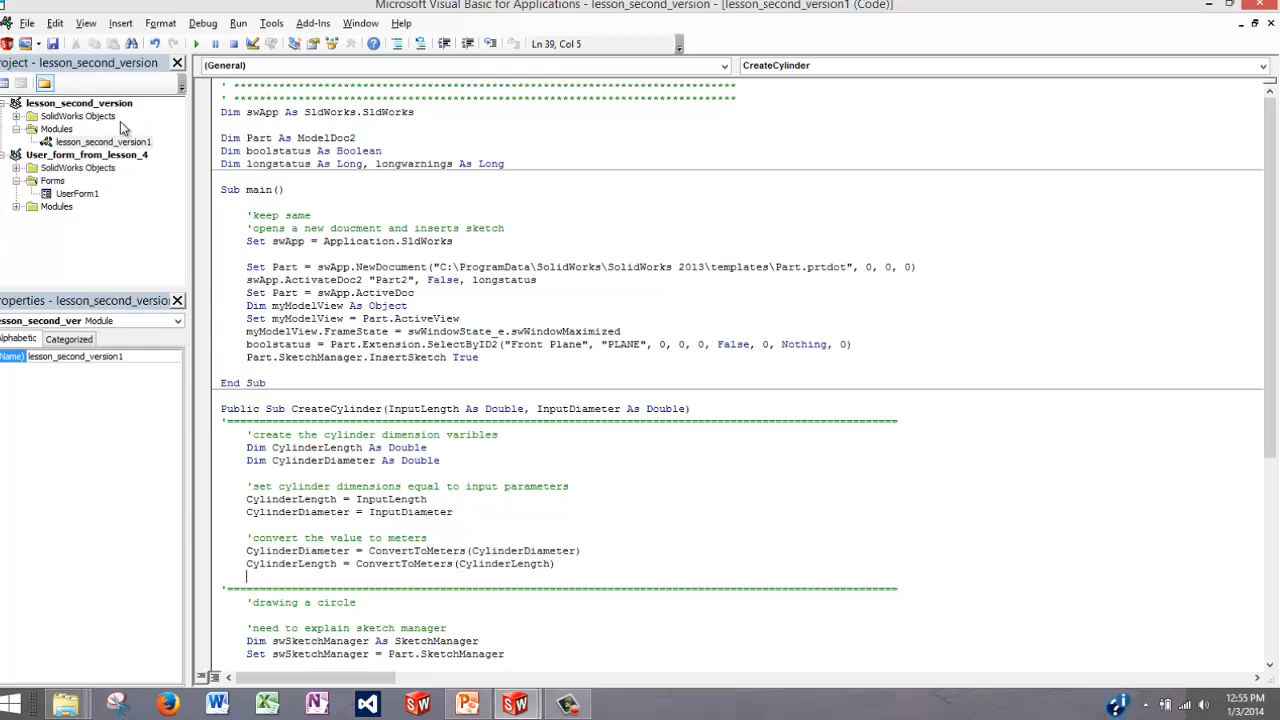 Microsoft Visual Basic for Applications - lesson_second_version - [lesson_second_version1 (Code)]
File Edit View Insert Format Debug Run Tools Add-Ins Window Help
Ln 39, Col 5
roject - lesson_second_version
(General)
CreateCylinder
lesson_second_version
SolidWorks Objects
Modules
lesson_second_version1
User_form_from_lesson_4
SolidWorks Objects
Forms
UserForm1
Modules
roperties - lesson_second_versio
esson_second_ver Module
Alphabetic Categorized
Name) lesson_second_version1
' ******************************************************************************
' ******************************************************************************
Dim swApp As SldWorks.SldWorks
Dim Part As ModelDoc2
Dim boolstatus As Boolean
Dim longstatus As Long, longwarnings As Long
Sub main()
'keep same
'opens a new doucment and inserts sketch
Set swApp = Application.SldWorks
Set Part = swApp.NewDocument("C:\ProgramData\SolidWorks\SolidWorks 2013\templates\Part.prtdot", 0, 0, 0)
swApp.ActivateDoc2 "Part2", False, longstatus
Set Part = swApp.ActiveDoc
Dim myModelView As Object
Set myModelView = Part.ActiveView
myModelView.FrameState = swWindowState_e.swWindowMaximized
boolstatus = Part.Extension.SelectByID2("Front Plane", "PLANE", 0, 0, 0, False, 0, Nothing, 0)
Part.SketchManager.InsertSketch True
End Sub
Public Sub CreateCylinder(InputLength As Double, InputDiameter As Double)
'========================================================================================================
'create the cylinder dimension varibles
Dim CylinderLength As Double
Dim CylinderDiameter As Double
'set cylinder dimensions equal to input parameters
CylinderLength = InputLength
CylinderDiameter = InputDiameter
'convert the value to meters
CylinderDiameter = ConvertToMeters(CylinderDiameter)
CylinderLength = ConvertToMeters(CylinderLength)
'========================================================================================================
'drawing a circle
'need to explain sketch manager
Dim swSketchManager As SketchManager
Set swSketchManager = Part.SketchManager
12:55 PM
1/3/2014